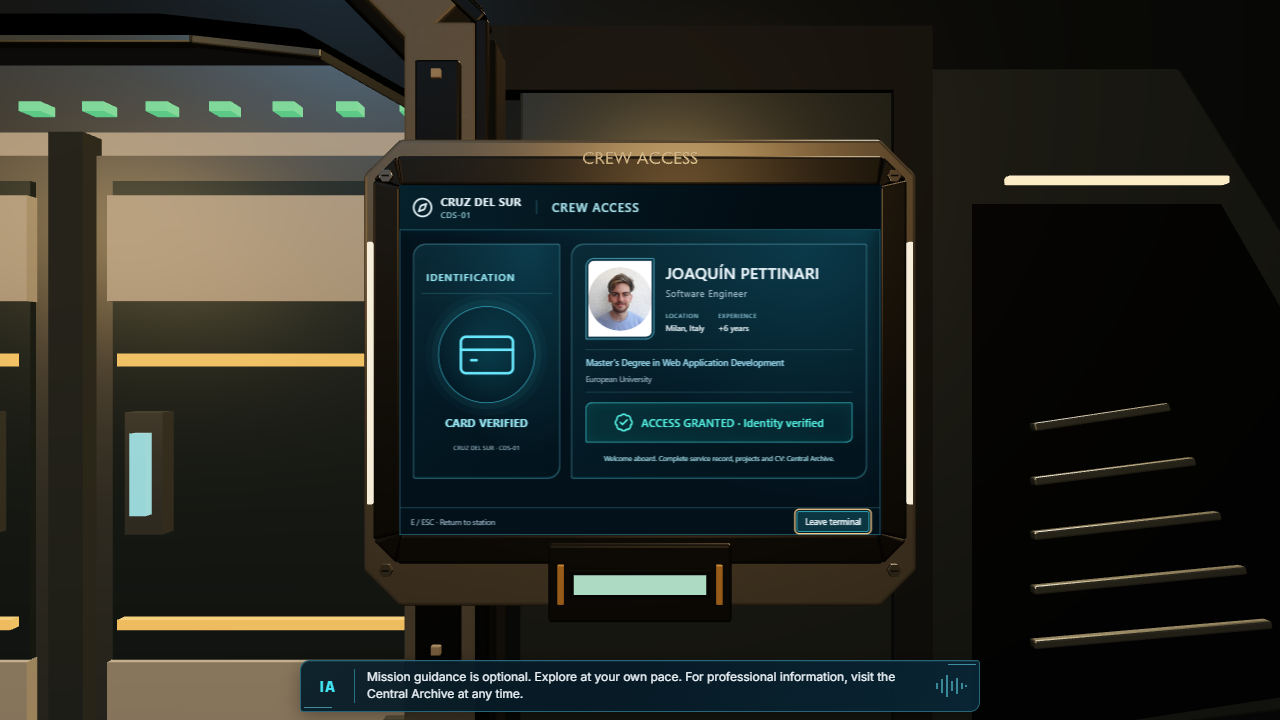 CREW ACCESS
CRUZ DEL SUR
CDS-01
CREW ACCESS
IDENTIFICATION
CARD VERIFIED
CRUZ DEL SUR · CDS-01
JOAQUÍN PETTINARI
Software Engineer
LOCATION
Milan, Italy
EXPERIENCE
+6 years
Master's Degree in Web Application Development
European University
ACCESS GRANTED · Identity verified
Welcome aboard. Complete service record, projects and CV: Central Archive.
E / ESC · Return to station
Leave terminal
IA
Mission guidance is optional. Explore at your own pace. For professional information, visit the
Central Archive at any time.